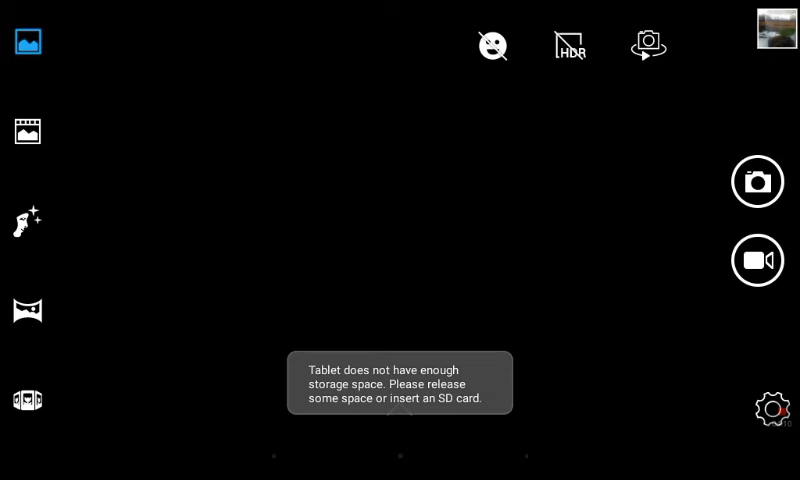 HDR
Tablet does not have enough
storage space. Please release
some space or insert an SD card.